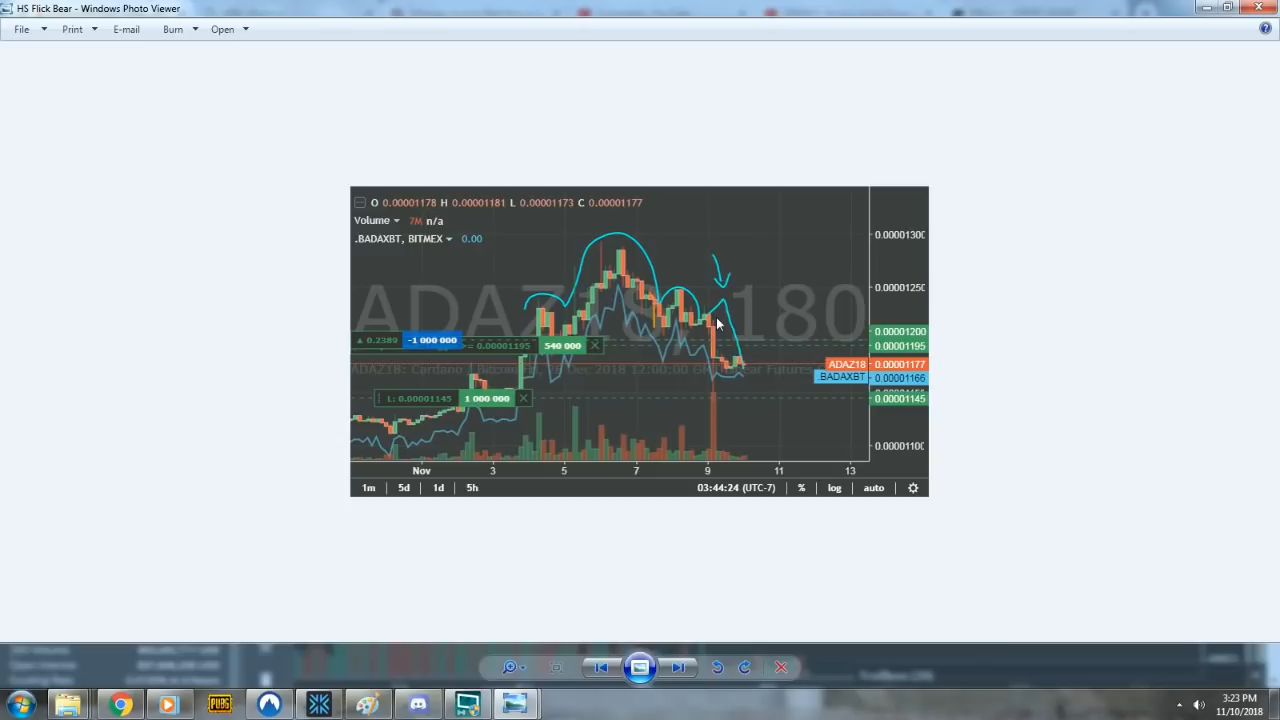 HS Flick Bear - Windows Photo Viewer
File Print E-mail Burn Open
O 0.00001178 H 0.00001181 L 0.00001173 C 0.00001177
Volume 7M n/a
.BADAXBT, BITMEX 0.00
0.00001300
0.00001250
ADAZ18, 180
0.00001200
0.2389 -1 000 000 0.00001195 540 000 0.00001195
ADAZ18 0.00001177
BADAXBT 0.00001166
L: 0.00001145 1 000 000 0.00001145
0.00001100
Nov 3 5 7 9 11 13
1m 5d 1d 5h 03:44:24 (UTC-7) % log auto
PUBG
3:23 PM
11/10/2018